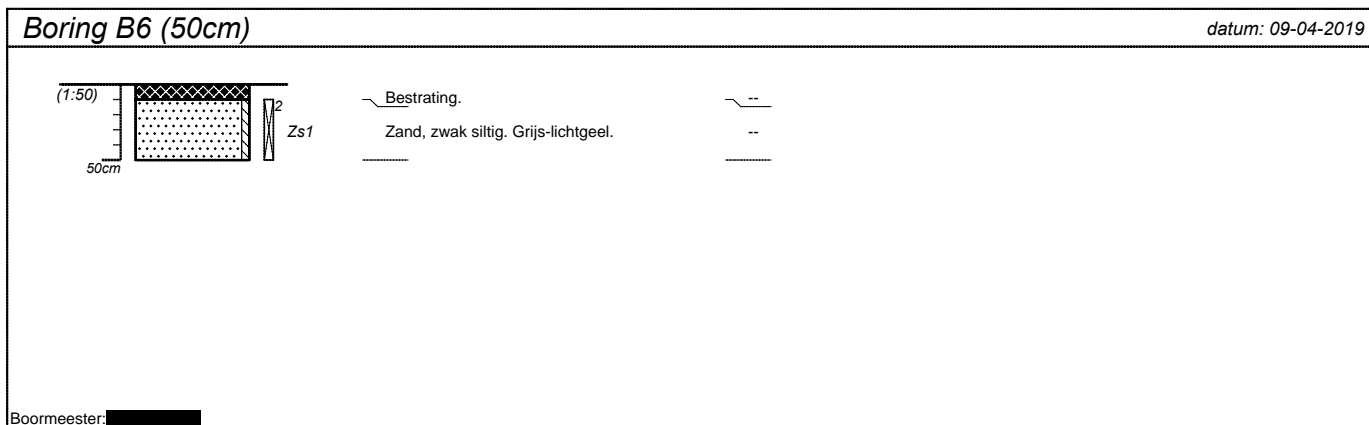 Boring B6 (50cm) datum: 09-04-2019
(1:50) Bestrating. --
2
Zs1 Zand, zwak siltig. Grijs-lichtgeel. --
50cm
Boormeester: